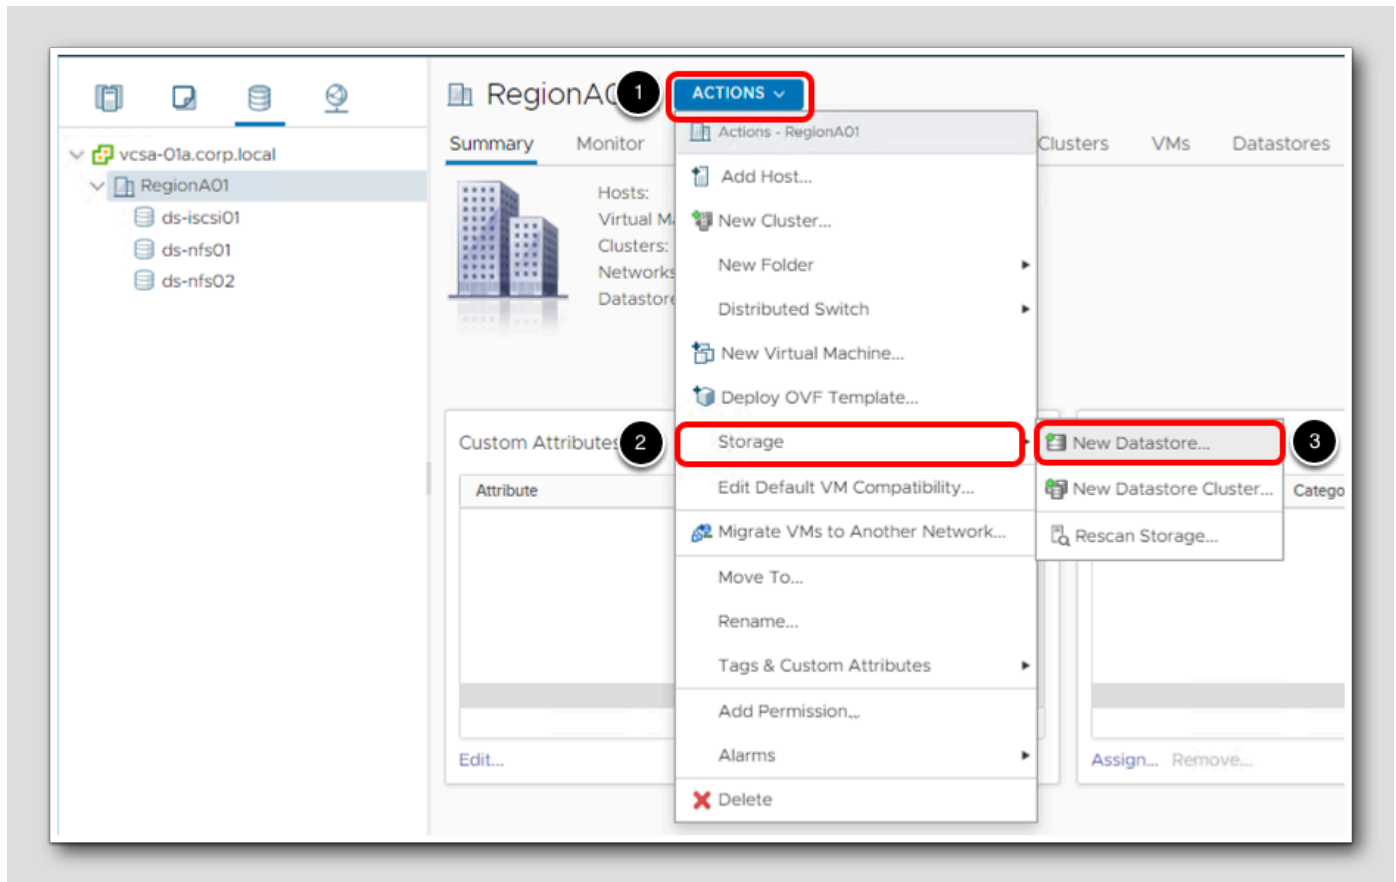 RegionA0
1
ACTIONS
Summary
Monitor
Clusters
VMs
Datastores
vcsa-01a.corp.local
RegionA01
ds-iscsi01
ds-nfs01
ds-nfs02
Hosts:
Virtual Ma
Clusters:
Networks
Datastore
Actions - RegionA01
Add Host...
New Cluster...
New Folder
Distributed Switch
New Virtual Machine...
Deploy OVF Template...
2
Storage
Edit Default VM Compatibility...
Migrate VMs to Another Network...
Move To...
Rename...
Tags & Custom Attributes
Add Permission...
Alarms
Delete
New Datastore...
3
New Datastore Cluster...
Rescan Storage...
Custom Attributes
Attribute
Edit...
Catego
Assign... Remove...